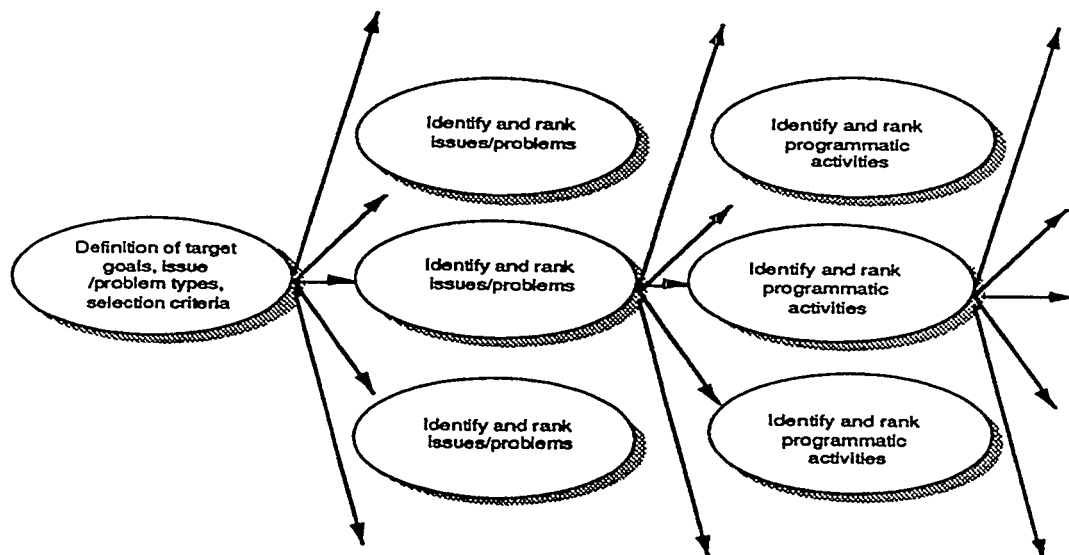 Definition of target
goals, issue
/problem types,
selection criteria
Identify and rank
issues/problems
Identify and rank
issues/problems
Identify and rank
issues/problems
Identify and rank
programmatic
activities
Identify and rank
programmatic
activities
Identify and rank
programmatic
activities